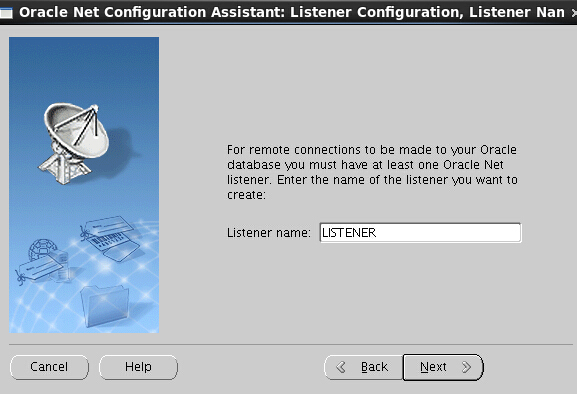 Oracle Net Configuration Assistant: Listener Configuration, Listener Nan
For remote connections to be made to your Oracle
database you must have at least one Oracle Net
listener. Enter the name of the listener you want to
create:
Listener name: LISTENER
Cancel Help Back Next